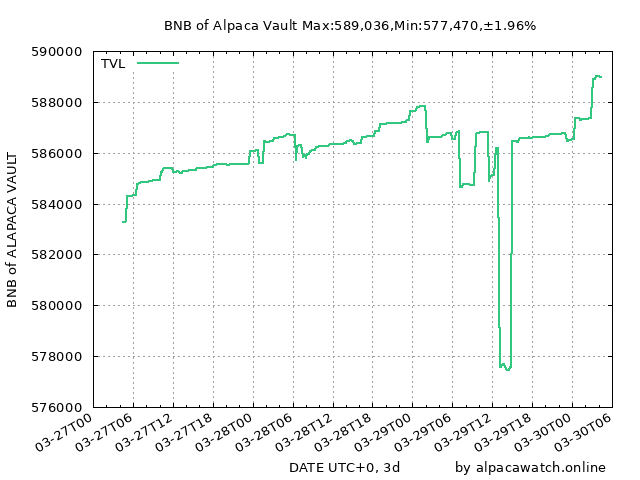 BNB of Alpaca Vault Max:589,036,Min:577,470,±1.96%
TVL
590000
588000
586000
584000
582000
580000
578000
576000
BNB of ALAPACA VAULT
03-27T00
03-27T06
03-27T12
03-27T18
03-28T00
03-28T06
03-28T12
03-28T18
03-29T00
03-29T06
03-29T12
03-29T18
03-30T00
03-30T06
DATE UTC+0, 3d
by alpacawatch.online